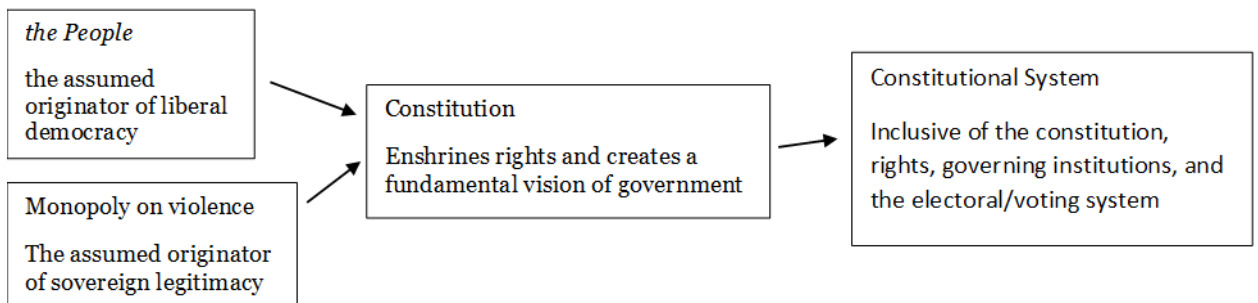 the People
the assumed
originator of liberal
democracy
Monopoly on violence
The assumed originator
of sovereign legitimacy
Constitution
Enshrines rights and creates a
fundamental vision of government
Constitutional System
Inclusive of the constitution,
rights, governing institutions, and
the electoral/voting system